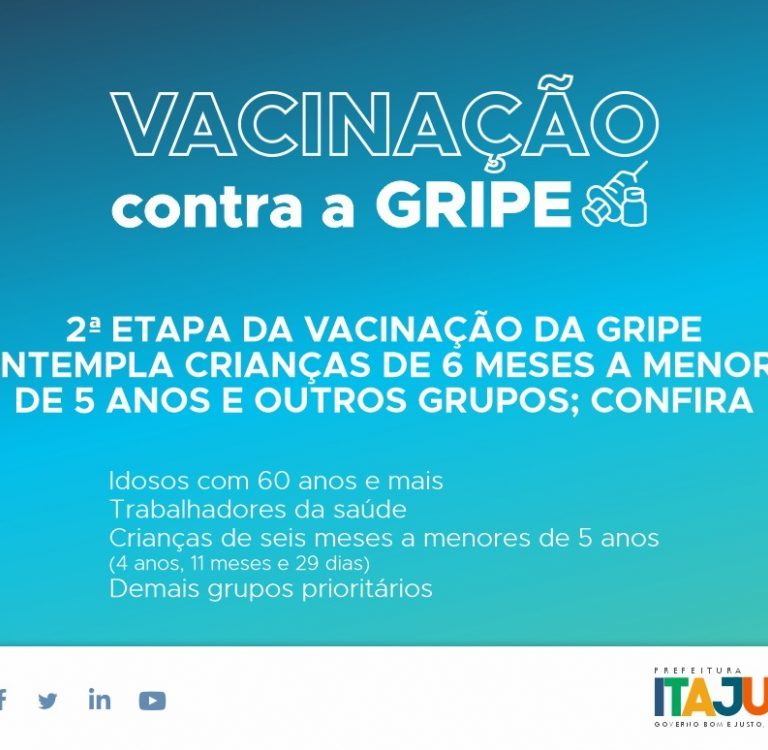 VACINAÇÃO
contra a GRIPE
2ª ETAPA DA VACINAÇÃO DA GRIPE
NTEMPLA CRIANÇAS DE 6 MESES A MENOR
DE 5 ANOS E OUTROS GRUPOS; CONFIRA
Idosos com 60 anos e mais
Trabalhadores da saúde
Crianças de seis meses a menores de 5 anos
(4 anos, 11 meses e 29 dias)
Demais grupos prioritários
PREFEITURA
ITAJU
GOVERNO BOM E JUSTO,